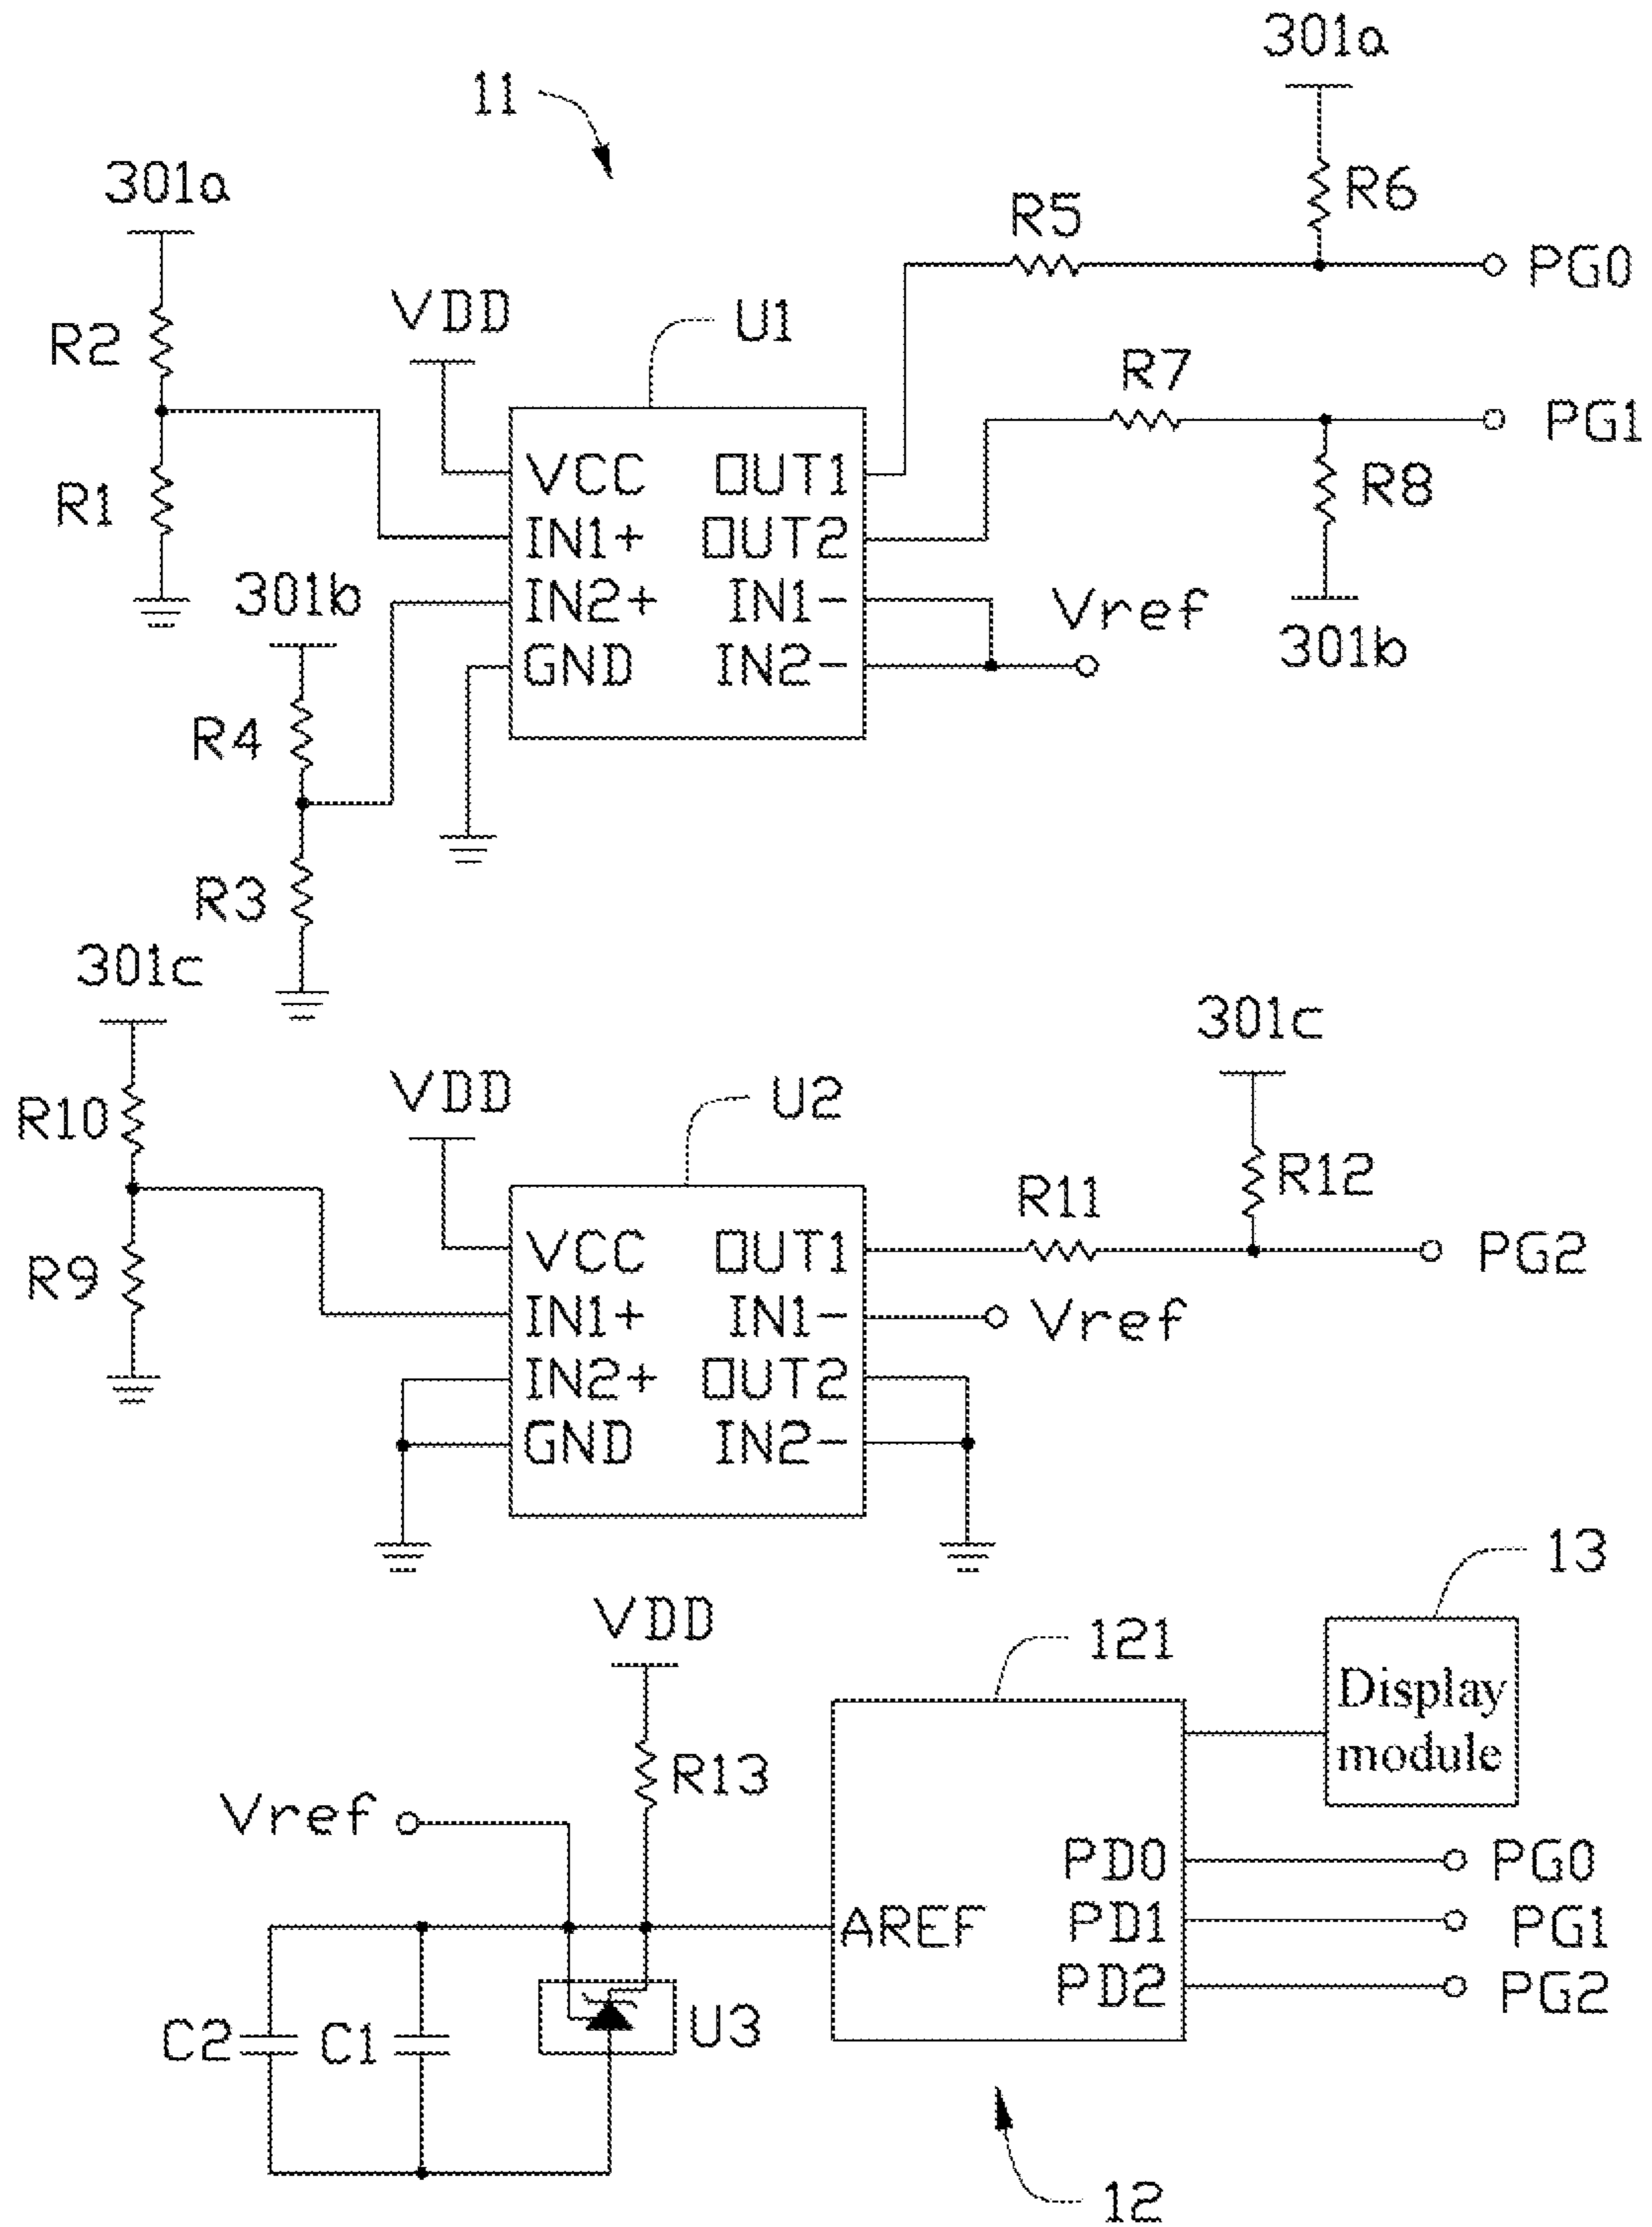 301a
11
301a
R6
R5
PG0
VDD
U1
R2
R7
PG1
VCC
OUT1
R8
R1
IN1+
OUT2
301b
IN2+
IN1-
Vref
GND
IN2-
301b
R4
R3
301c
301c
VDD
U2
R10
R11
R12
VCC
OUT1
PG2
R9
IN1+
IN1-
Vref
IN2+
OUT2
GND
IN2-
13
VDD
121
Display
module
R13
Vref
PD0
PG0
AREF
PD1
PG1
PD2
PG2
C2
C1
U3
12